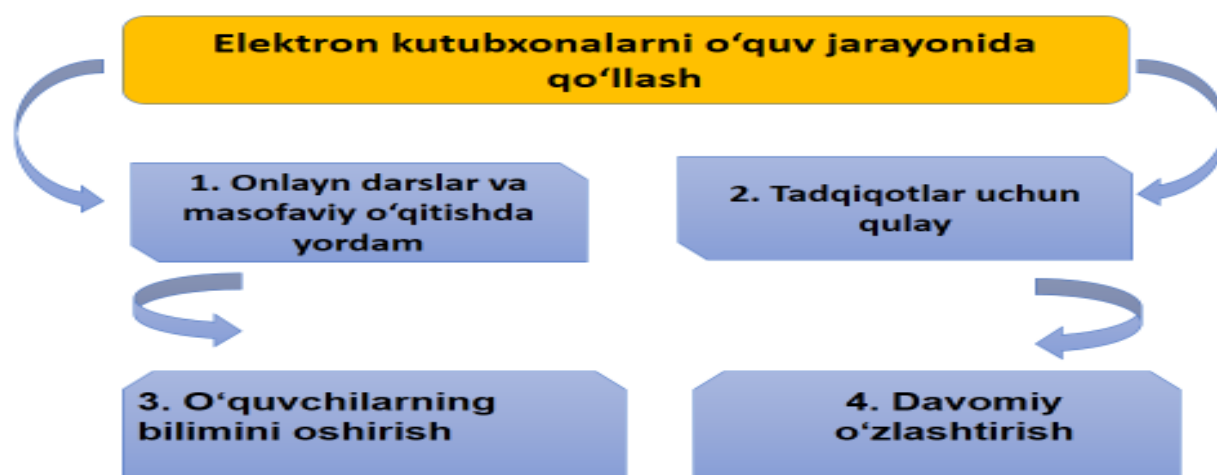 Elektron kutubxonalarni o‘quv jarayonida
qo‘llash
1. Onlayn darslar va
masofaviy o‘qitishda
yordam
2. Tadqiqotlar uchun
qulay
3. O‘quvchilarning
bilimini oshirish
4. Davomiy
o‘zlashtirish